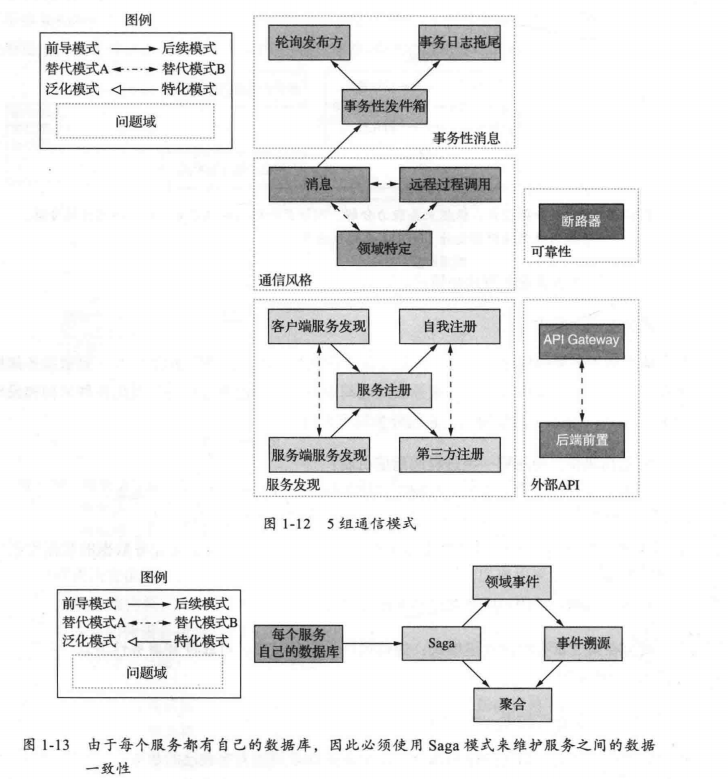 图例
前导模式 后续模式
替代模式A 替代模式B
泛化模式 特化模式
问题域
轮询发布方 事务日志拖尾
事务性发件箱
事务性消息
消息 远程过程调用
领域特定
通信风格
断路器
可靠性
客户端服务发现 自我注册
服务注册
服务端服务发现 第三方注册
服务发现
API Gateway
后端前置
外部API
图 1-12 5 组通信模式
图例
前导模式 后续模式
替代模式A 替代模式B
泛化模式 特化模式
问题域
每个服务
自己的数据库
Saga
领域事件
事件溯源
聚合
图 1-13 由于每个服务都有自己的数据库，因此必须使用 Saga 模式来维护服务之间的数据
一致性